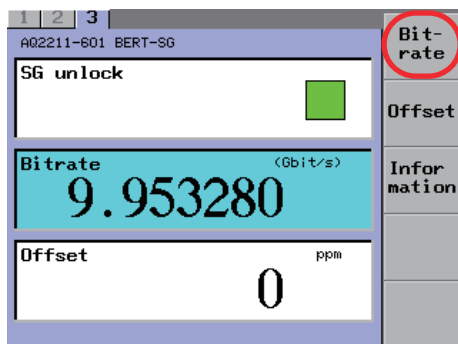 1 2 3
AQ2211-601 BERT-SG
SG unlock
Bitrate (Gbit/s)
9.953280
Offset ppm
0
Bit-
rate
Offset
Infor
mation